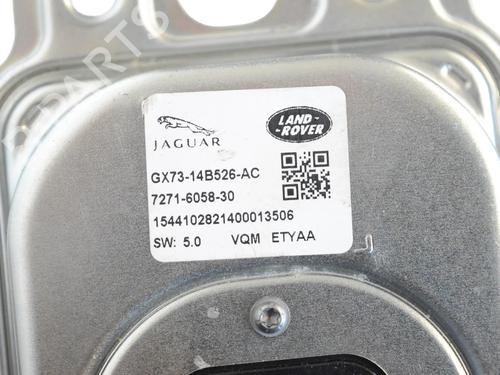 JAGUAR
LAND
ROVER
GX73-14B526-AC
7271-6058-30
1544102821400013506
SW: 5.0 VQM ETYAA